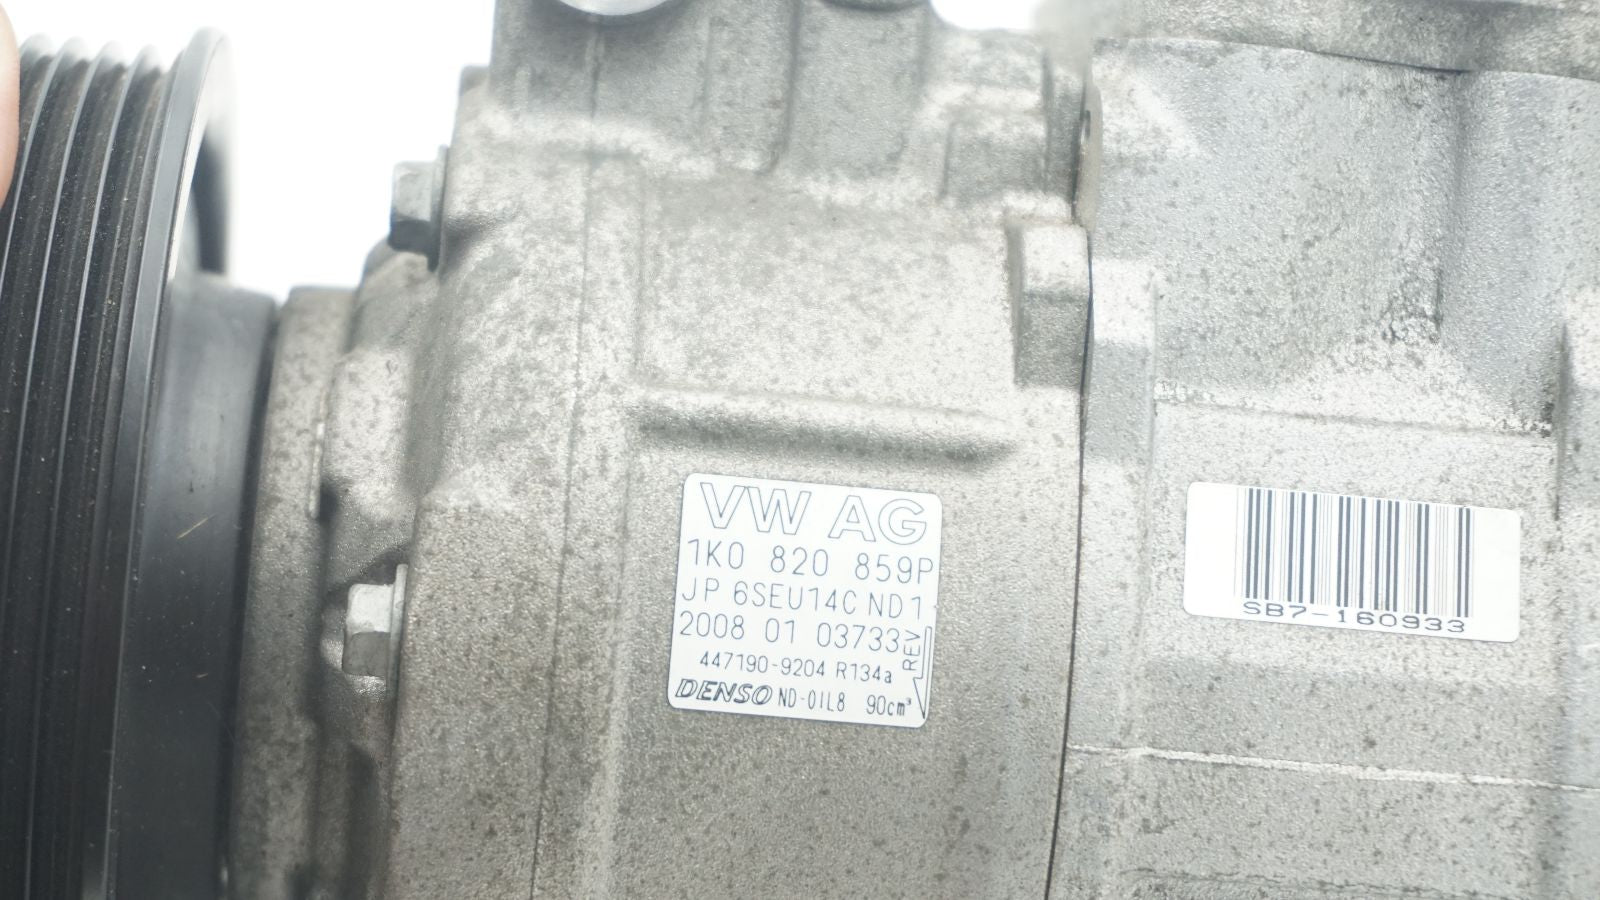 VW AG
1K0 820 859P
JP 6SEU14C ND1
2008 01 03733
REV
447190-9204 R134a
DENSO ND-OIL8 90cm³
SB7-160933